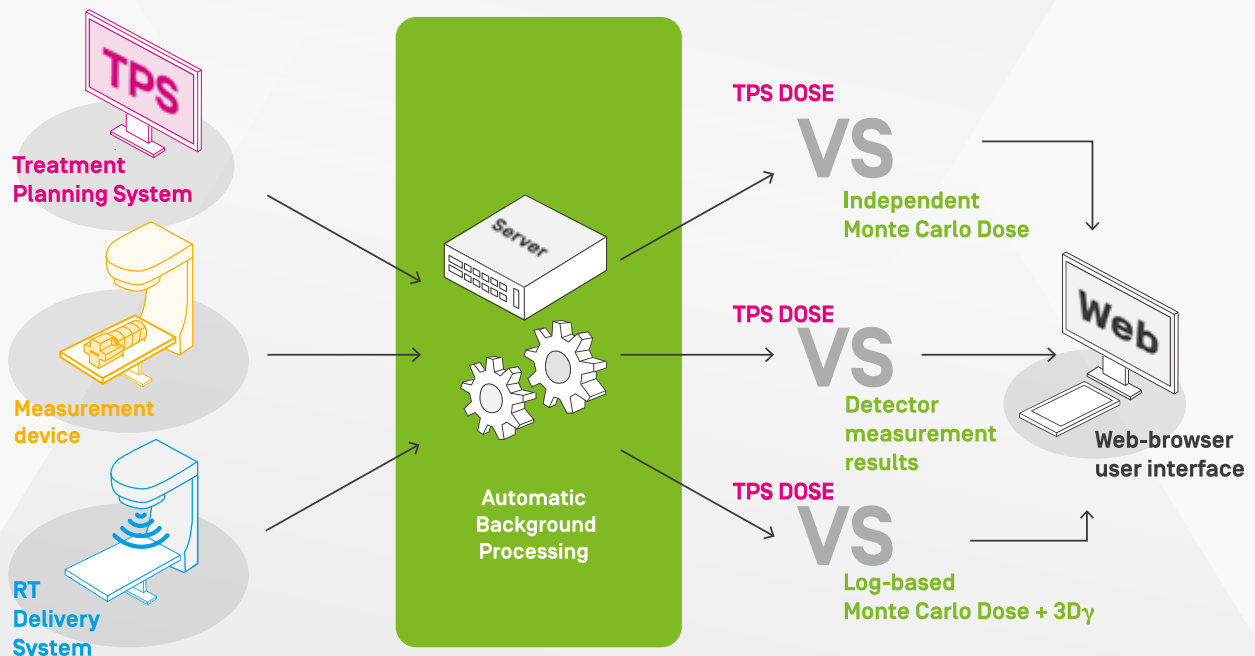 TPS
Treatment
Planning System
Measurement
device
RT
Delivery
System
Server
Automatic
Background
Processing
TPS DOSE
VS
Independent
Monte Carlo Dose
TPS DOSE
VS
Detector
measurement
results
TPS DOSE
VS
Log-based
Monte Carlo Dose + 3Dγ
Web
Web-browser
user interface